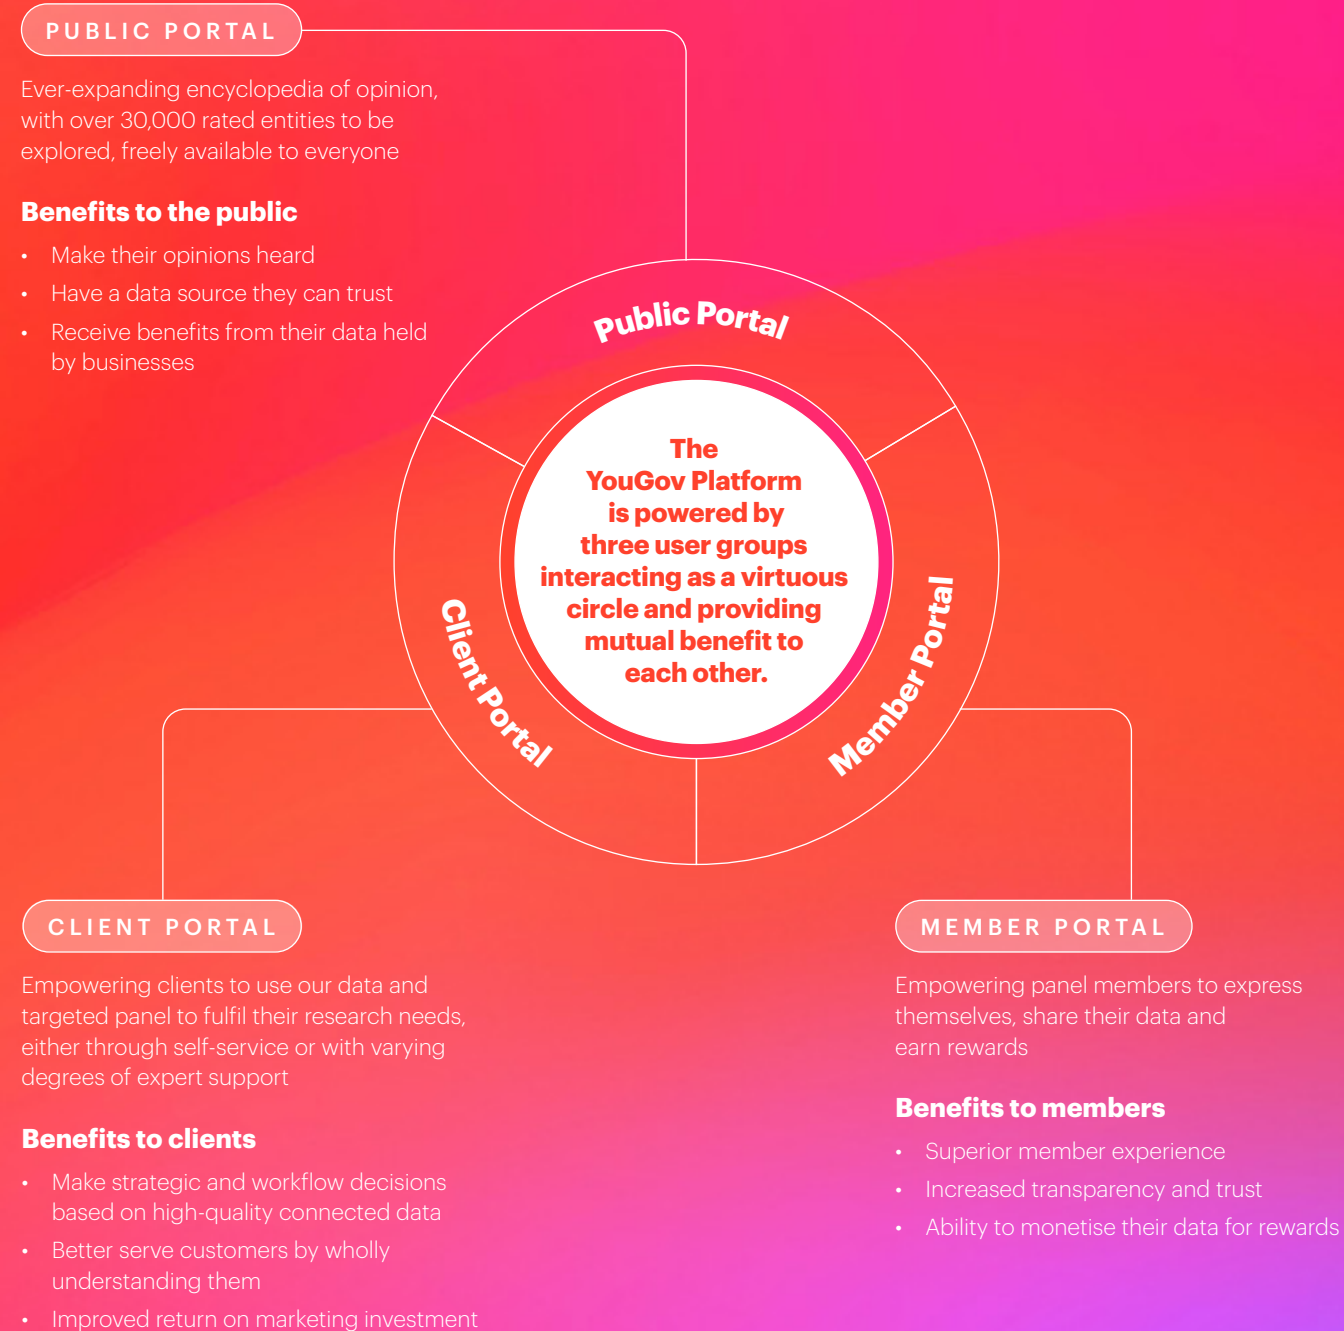 PUBLIC PORTAL
Ever-expanding encyclopedia of opinion,
with over 30,000 rated entities to be
explored, freely available to everyone
Benefits to the public
• Make their opinions heard
• Have a data source they can trust
• Receive benefits from their data held
by businesses
Public Portal
The
YouGov Platform
is powered by
three user groups
interacting as a virtuous
circle and providing
mutual benefit to
each other.
Client Portal
Member Portal
CLIENT PORTAL
Empowering clients to use our data and
targeted panel to fulfil their research needs,
either through self-service or with varying
degrees of expert support
Benefits to clients
• Make strategic and workflow decisions
based on high-quality connected data
• Better serve customers by wholly
understanding them
• Improved return on marketing investment
MEMBER PORTAL
Empowering panel members to express
themselves, share their data and
earn rewards
Benefits to members
• Superior member experience
• Increased transparency and trust
• Ability to monetise their data for rewards